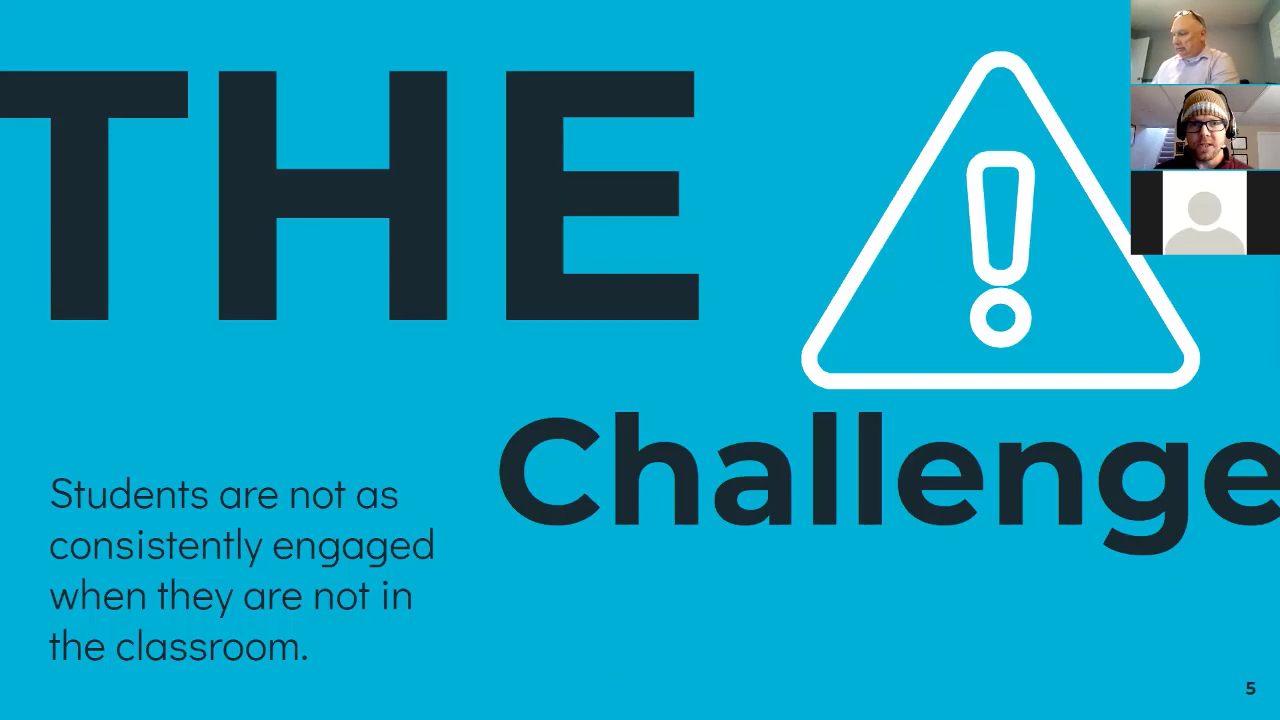 THE
Challenge
Students are not as
consistently engaged
when they are not in
the classroom.
5